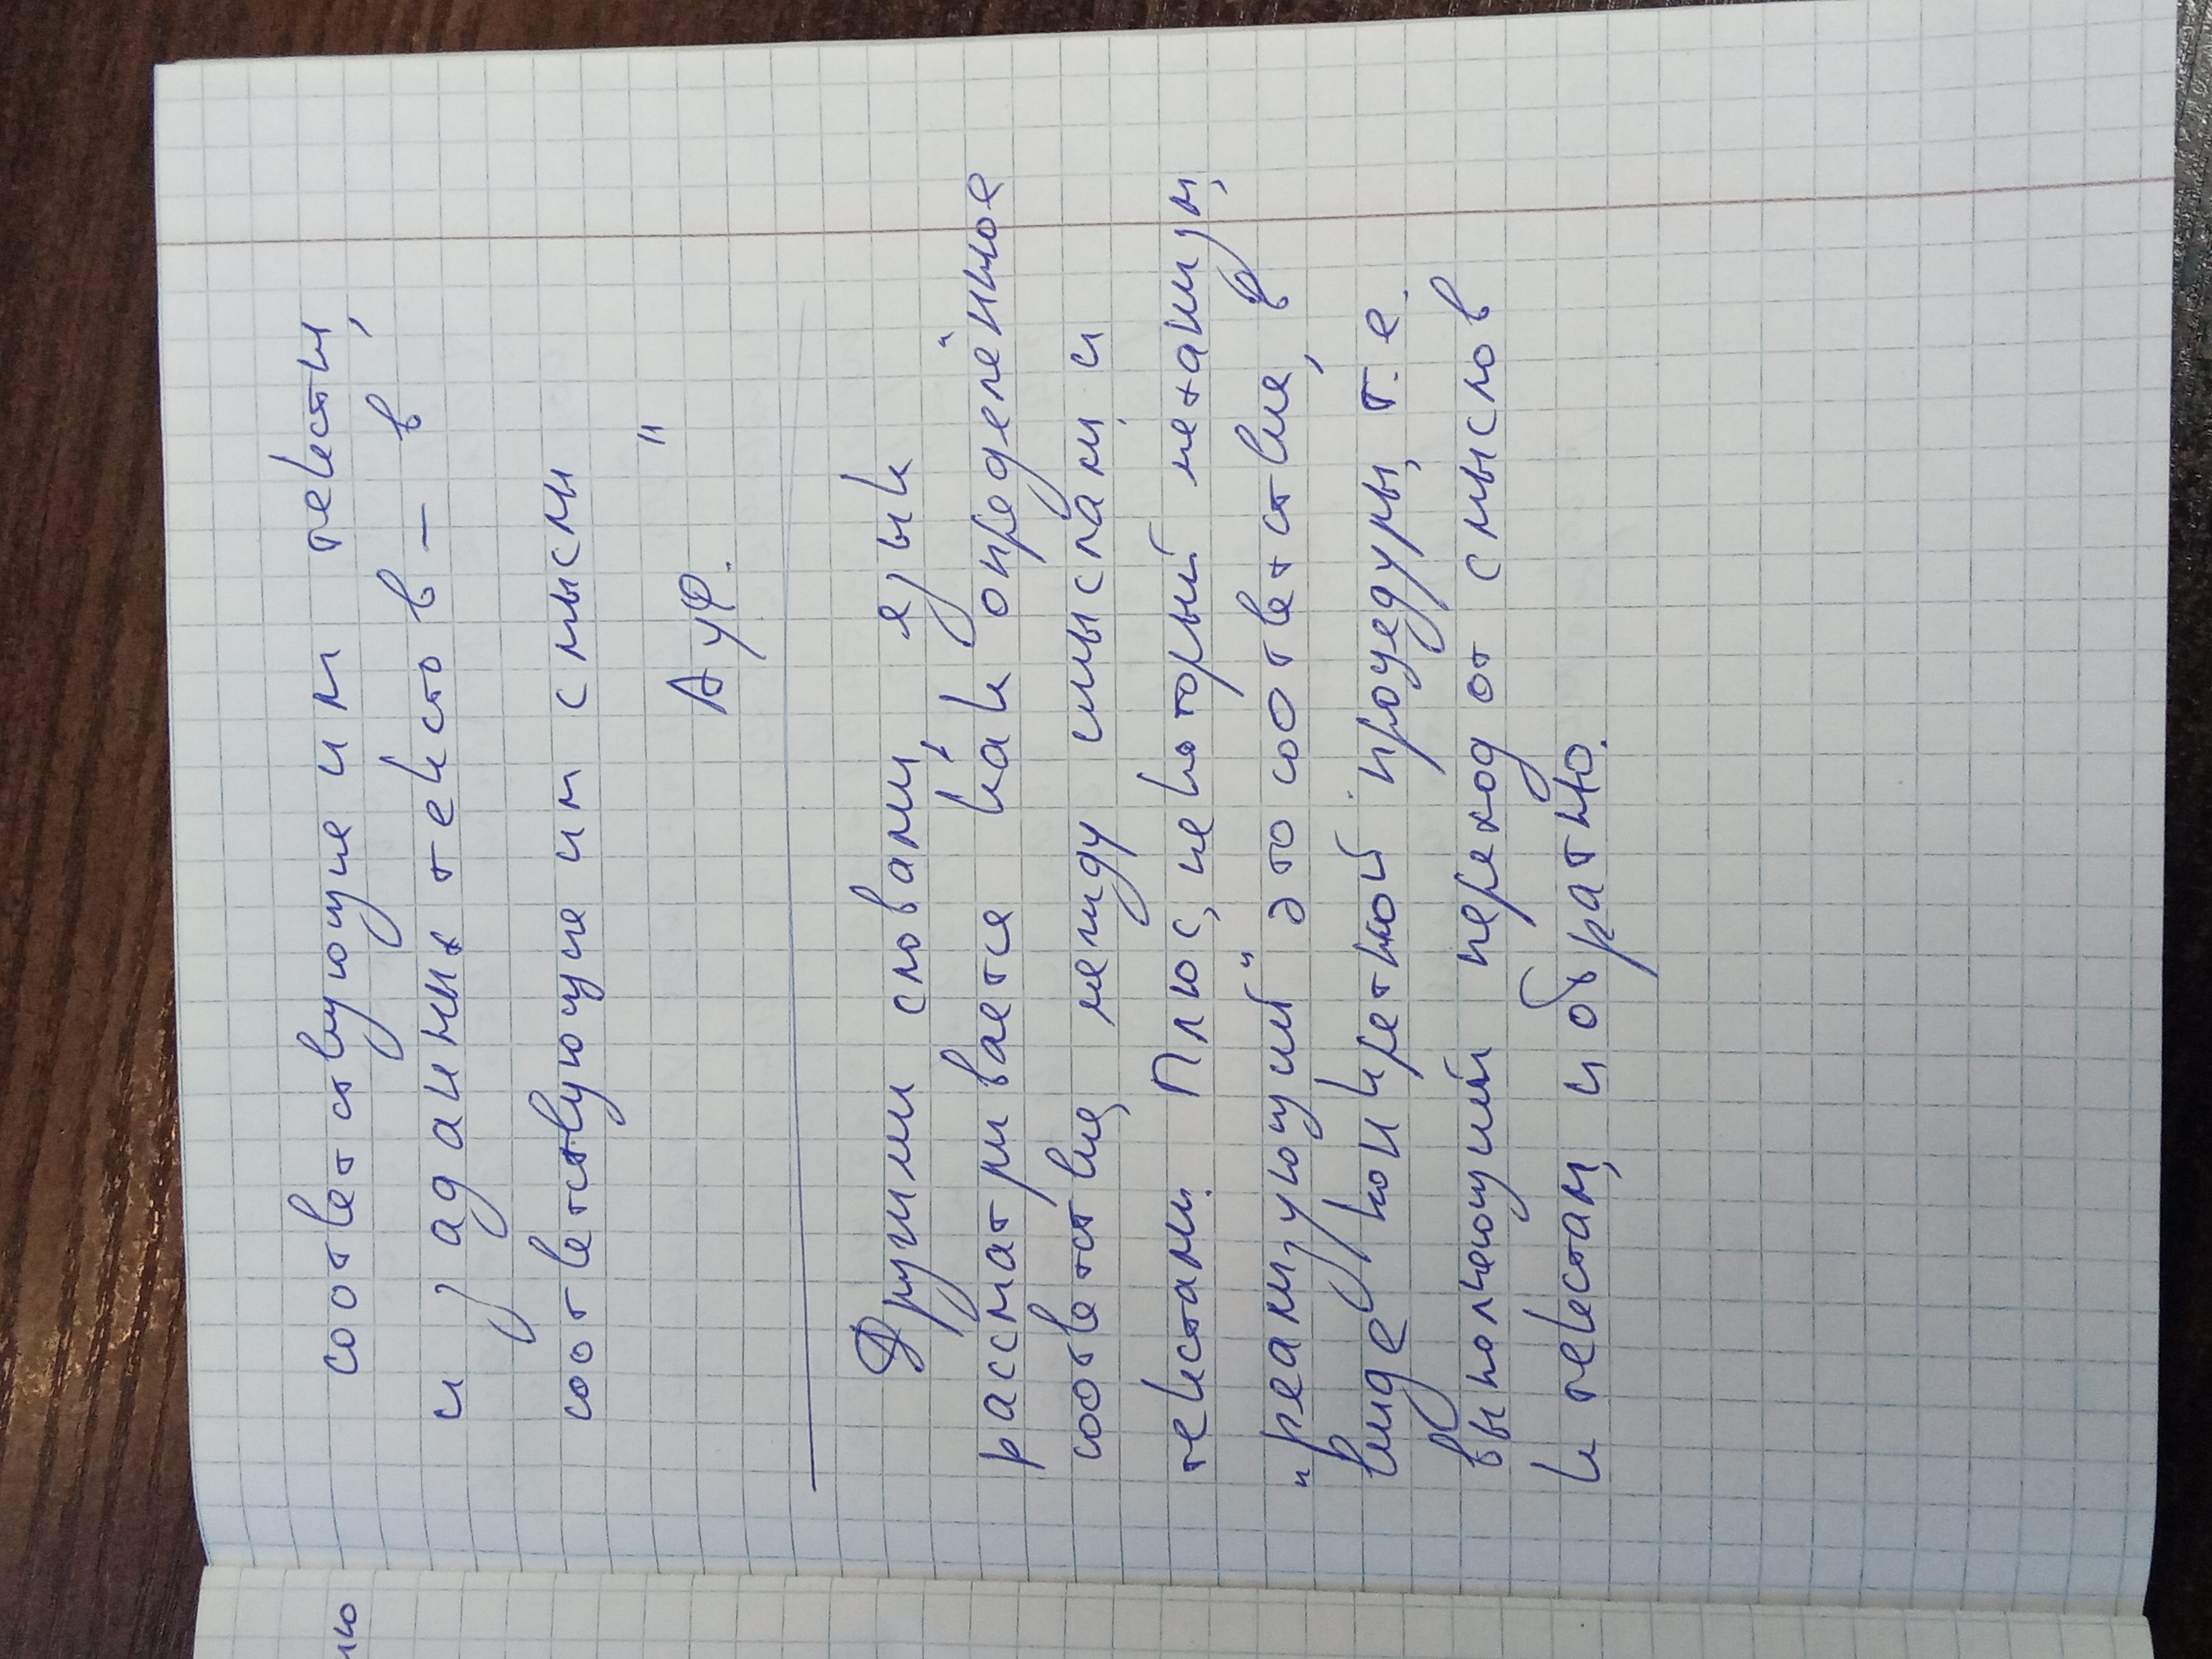 соответствующие им тексты,
и заданных текстов – в
соответствующие им смыслы
"
АуФ.
Другими словами, язык
рассматривается как определённое
соответствие, между смыслами и
текстами. Плюс, некоторый механизм,
„реализующий“ это соответствие, в
виде конкретной процедуры, т.е.
выполняющий переход от смыслов
к текстам, и обратно.